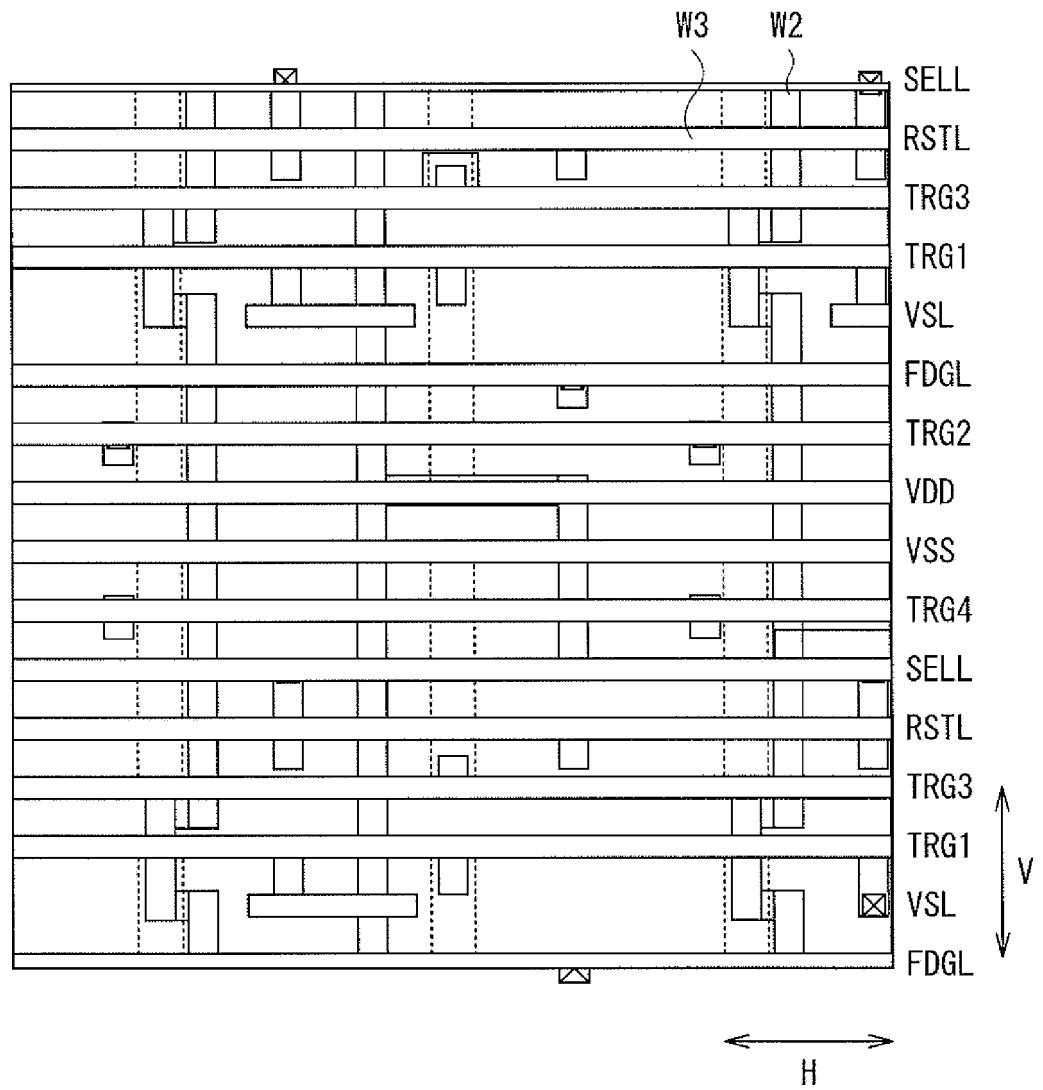 W3 W2
SELL
RSTL
TRG3
TRG1
VSL
FDGL
TRG2
VDD
VSS
TRG4
SELL
RSTL
TRG3
TRG1
V
VSL
FDGL
H